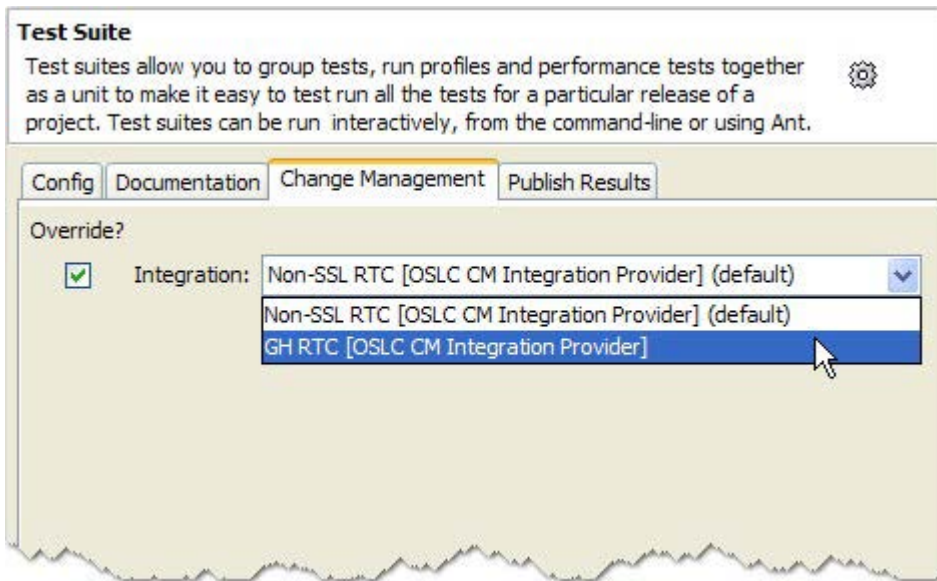 Test Suite
Test suites allow you to group tests, run profiles and performance tests together
as a unit to make it easy to test run all the tests for a particular release of a
project. Test suites can be run interactively, from the command-line or using Ant.
Config Documentation Change Management Publish Results
Override?
Integration: Non-SSL RTC [OSLC CM Integration Provider] (default)
Non-SSL RTC [OSLC CM Integration Provider] (default)
GH RTC [OSLC CM Integration Provider]